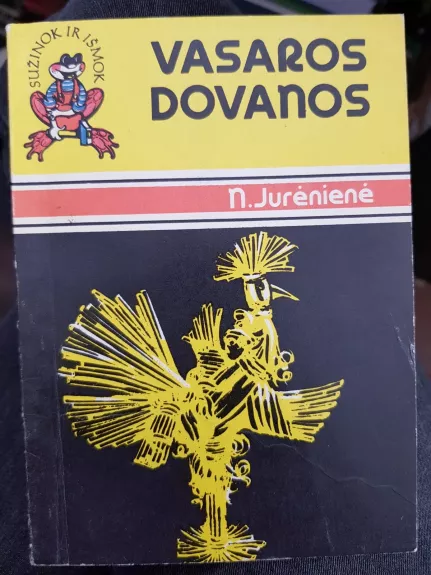 SUŽINOK IR IŠMOK
VASAROS
DOVANOS
N.Jurėnienė